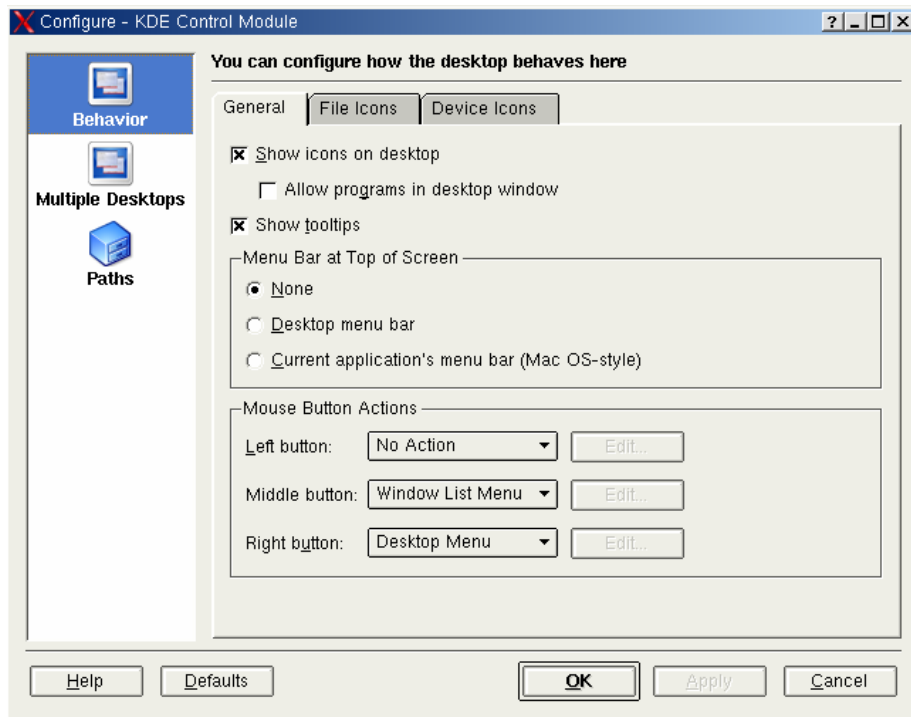 Configure - KDE Control Module
Behavior
Multiple Desktops
Paths
You can configure how the desktop behaves here
General
File Icons
Device Icons
Show icons on desktop
Allow programs in desktop window
Show tooltips
Menu Bar at Top of Screen
None
Desktop menu bar
Current application's menu bar (Mac OS-style)
Mouse Button Actions
Left button: No Action Edit...
Middle button: Window List Menu Edit...
Right button: Desktop Menu Edit...
Help Defaults OK Apply Cancel